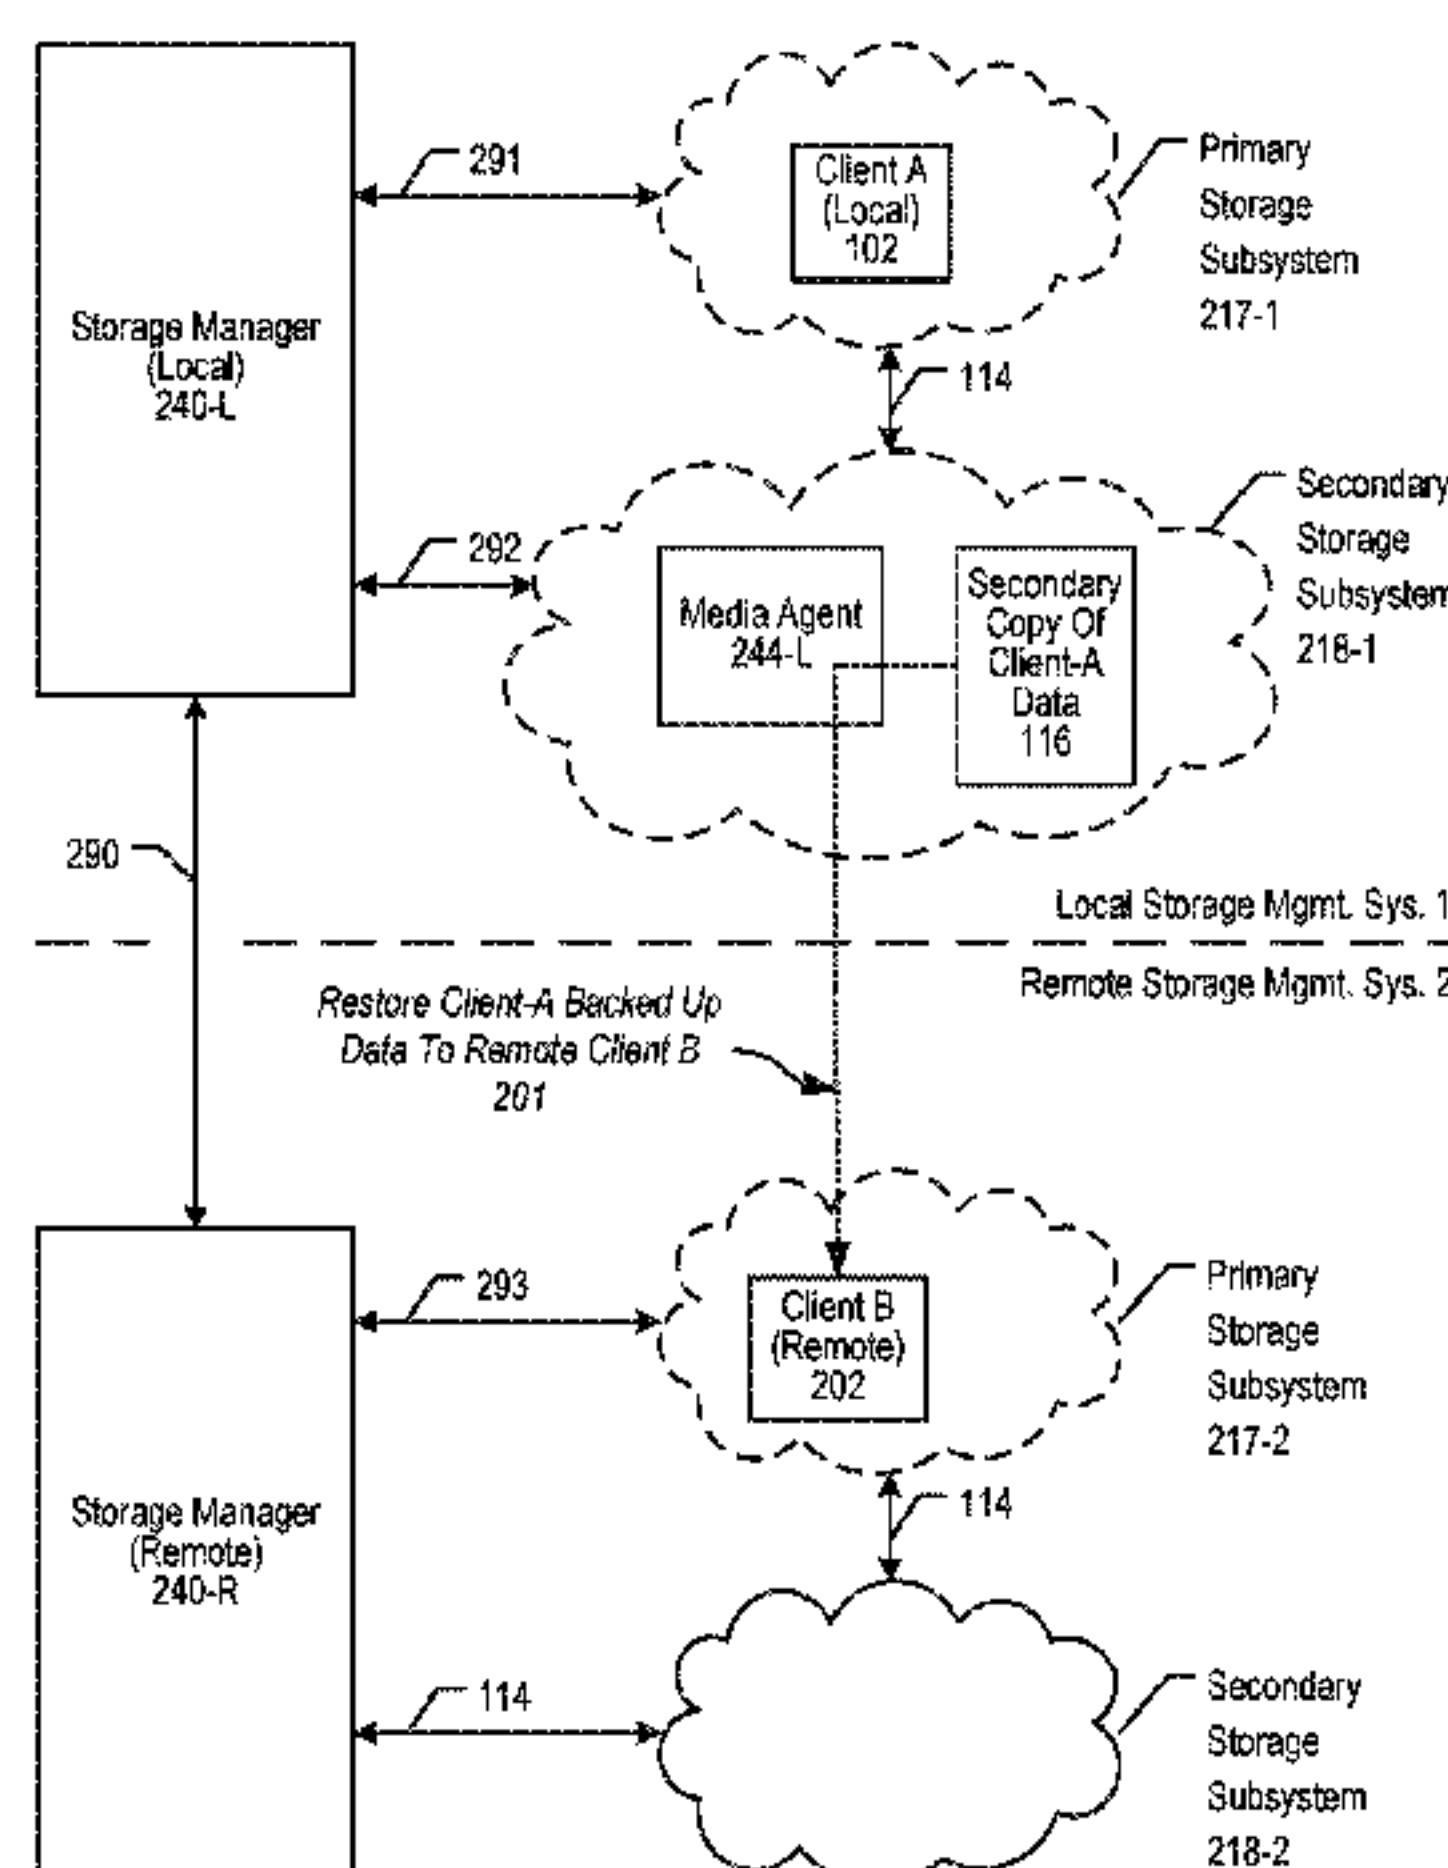 291
Client A
(Local)
102
Primary
Storage
Subsystem
217-1
Storage Manager
(Local)
240-L
114
292
Media Agent
244-L
Secondary
Copy Of
Client-A
Data
116
Secondary
Storage
Subsystem
218-1
290
Local Storage Mgmt. Sys. 1
Remote Storage Mgmt. Sys. 2
Restore Client-A Backed Up
Data To Remote Client B
201
293
Client B
(Remote)
202
Primary
Storage
Subsystem
217-2
Storage Manager
(Remote)
240-R
114
114
Secondary
Storage
Subsystem
218-2